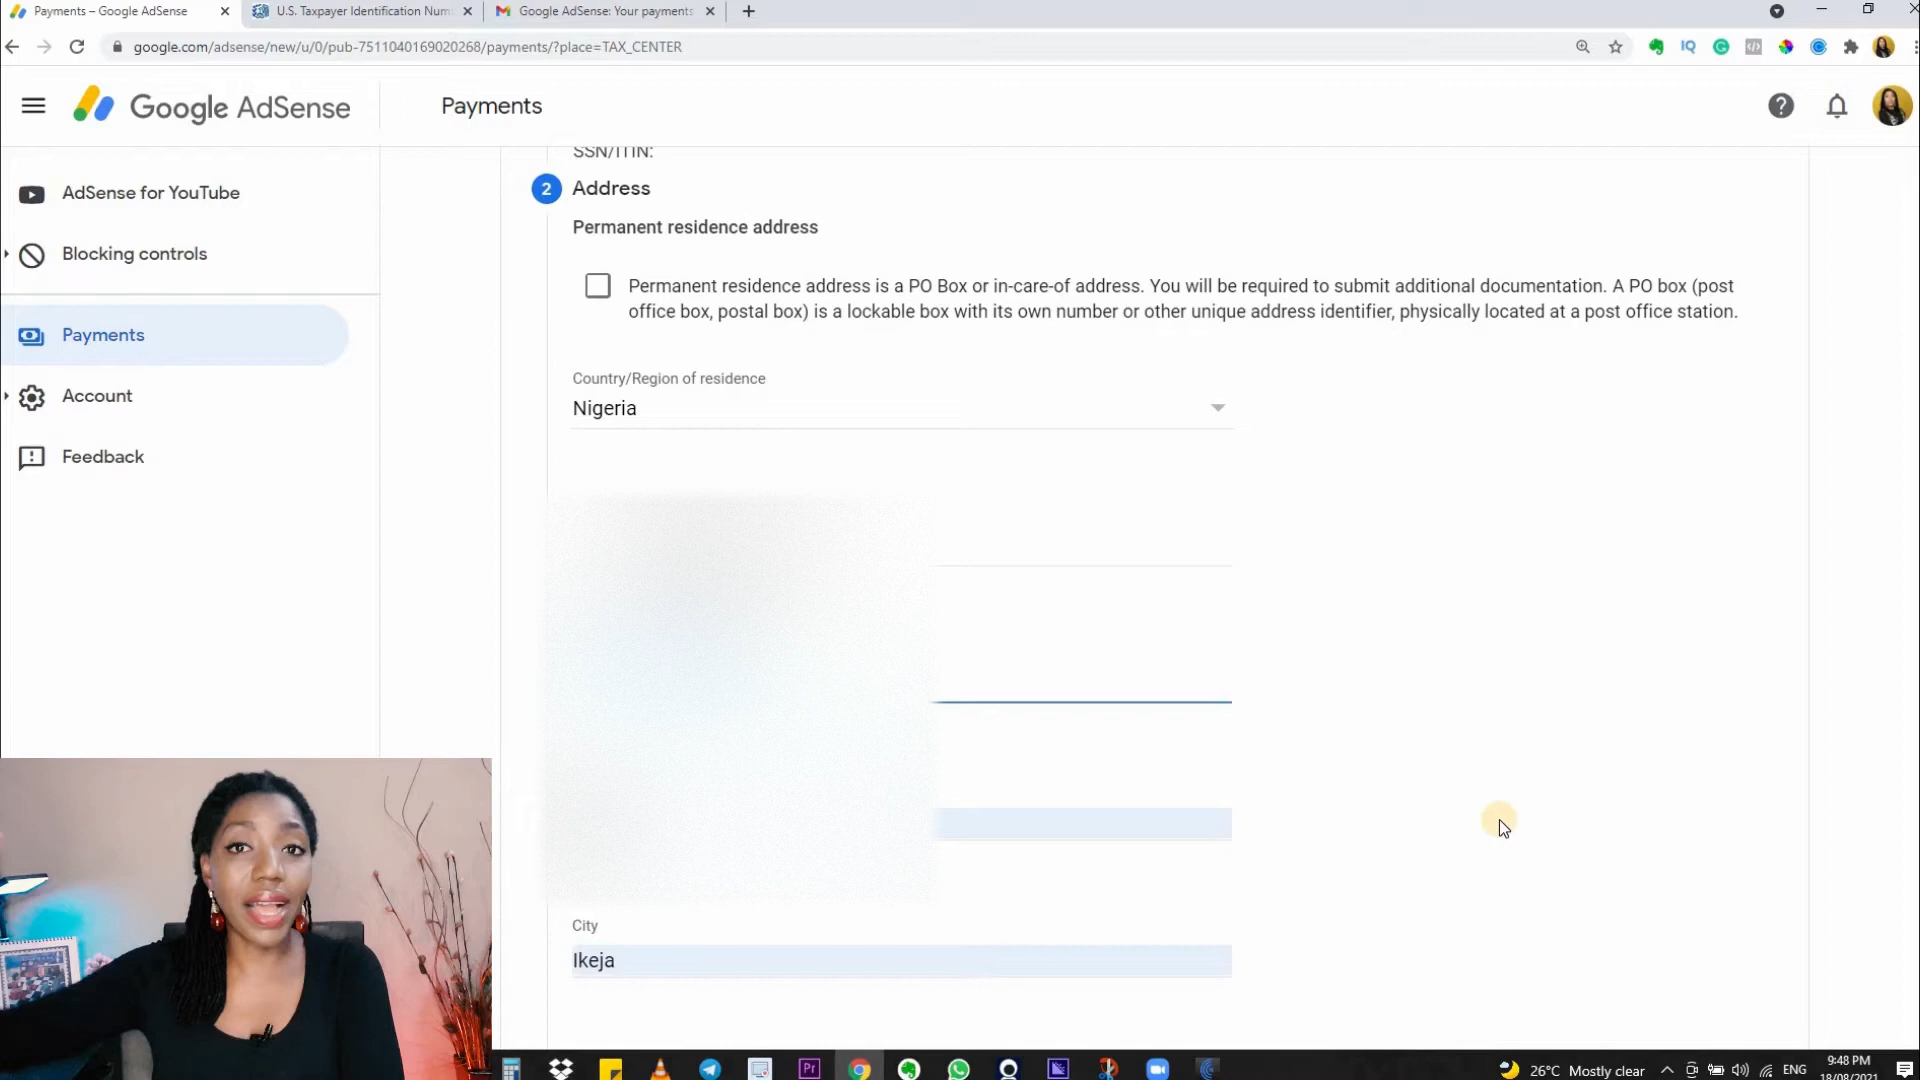 Payments – Google AdSense
U.S. Taxpayer Identification Num
Google AdSense: Your payments
google.com/adsense/new/u/0/pub-7511040169020268/payments/?place=TAX_CENTER
Google AdSense
Payments
SSN/ITIN:
AdSense for YouTube
Blocking controls
Payments
Account
Feedback
2 Address
Permanent residence address
Permanent residence address is a PO Box or in-care-of address. You will be required to submit additional documentation. A PO box (post
office box, postal box) is a lockable box with its own number or other unique address identifier, physically located at a post office station.
Country/Region of residence
Nigeria
City
Ikeja
26°C Mostly clear
ENG
9:48 PM
18/08/2021